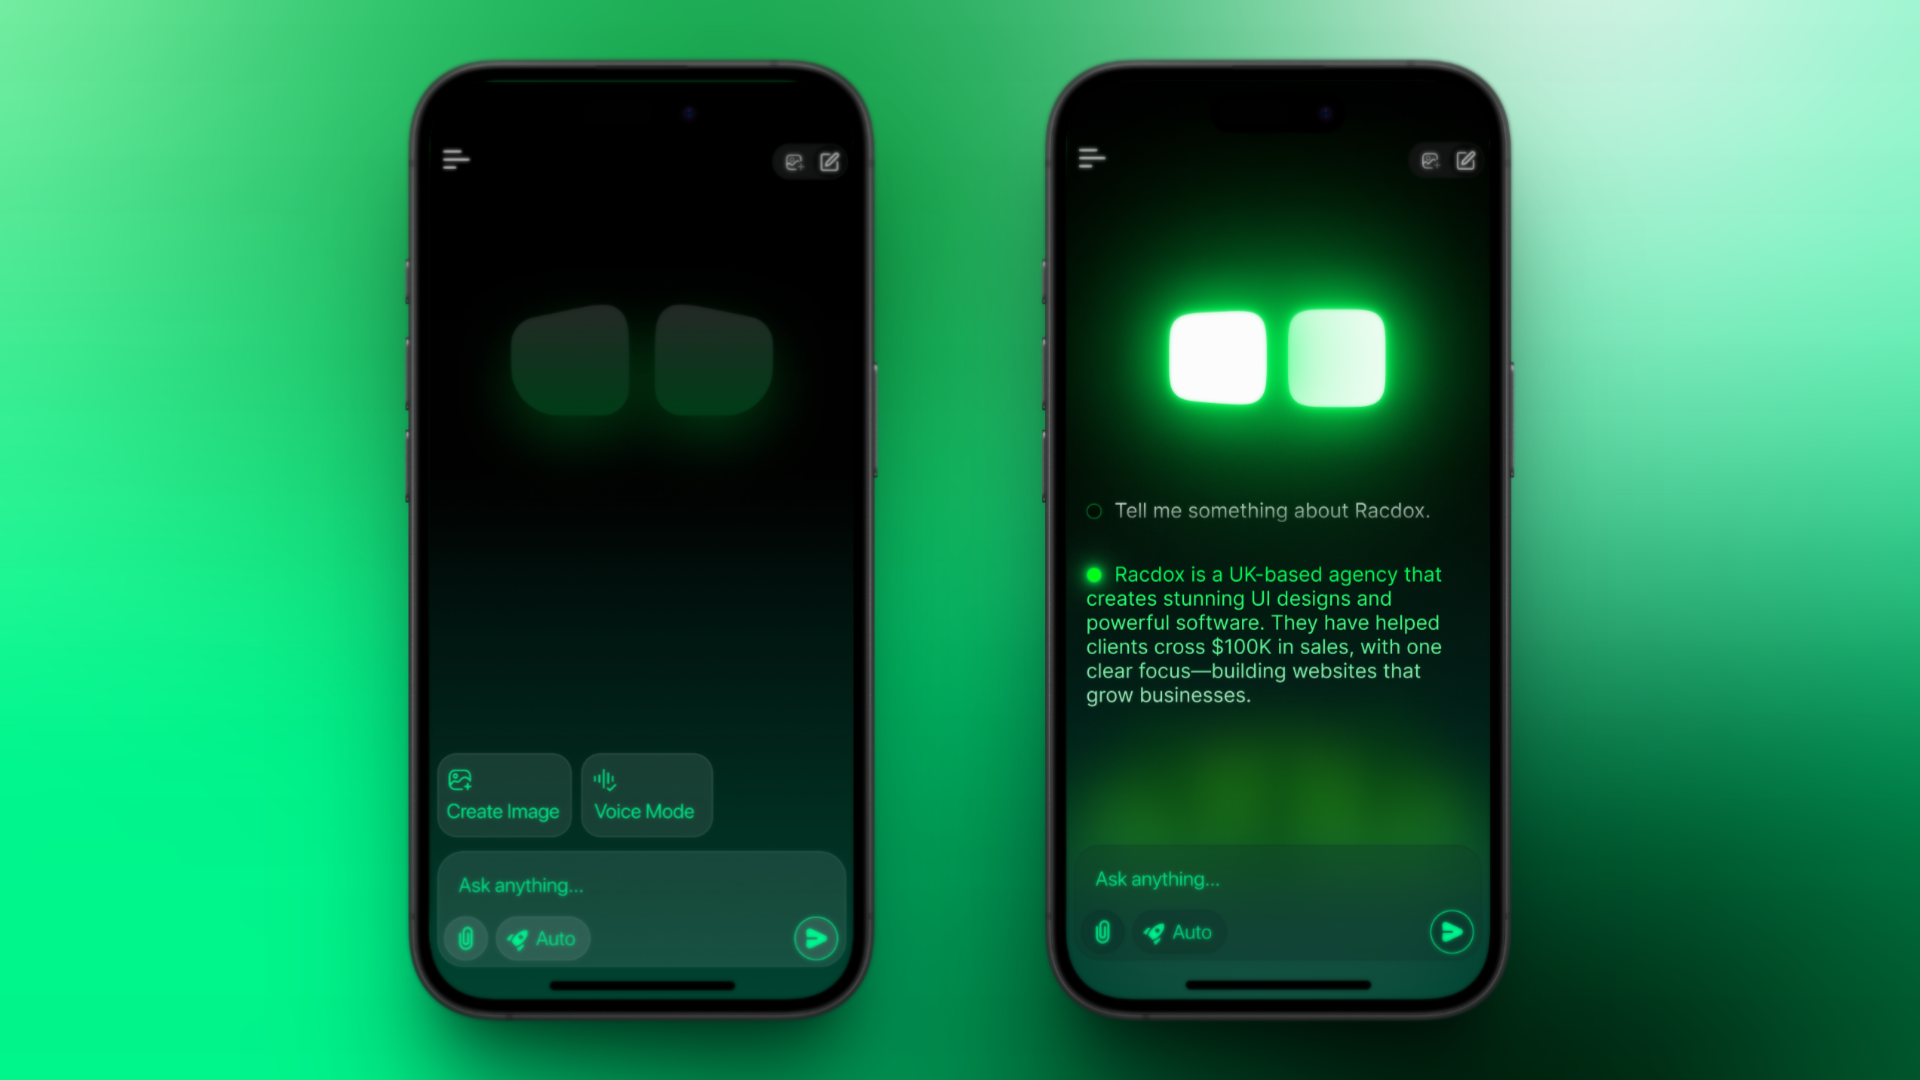 Create Image
Voice Mode
Ask anything...
Auto
Tell me something about Racdox.
Racdox is a UK-based agency that
creates stunning UI designs and
powerful software. They have helped
clients cross $100K in sales, with one
clear focus—building websites that
grow businesses.
Ask anything...
Auto